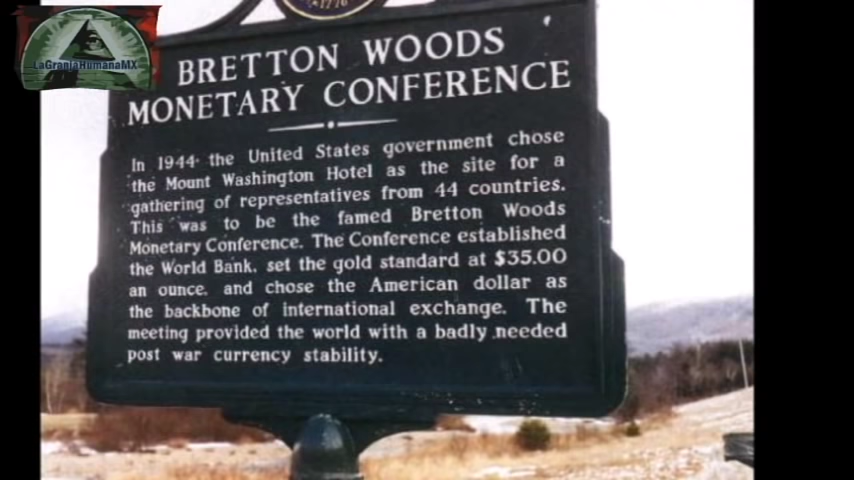 1776
LaGranjaHumanaMX
BRETTON WOODS
MONETARY CONFERENCE
In 1944 the United States government chose
the Mount Washington Hotel as the site for a
gathering of representatives from 44 countries.
This was to be the famed Bretton Woods
Monetary Conference. The Conference established
the World Bank, set the gold standard at $35.00
an ounce, and chose the American dollar as
the backbone of international exchange. The
meeting provided the world with a badly needed
post war currency stability.